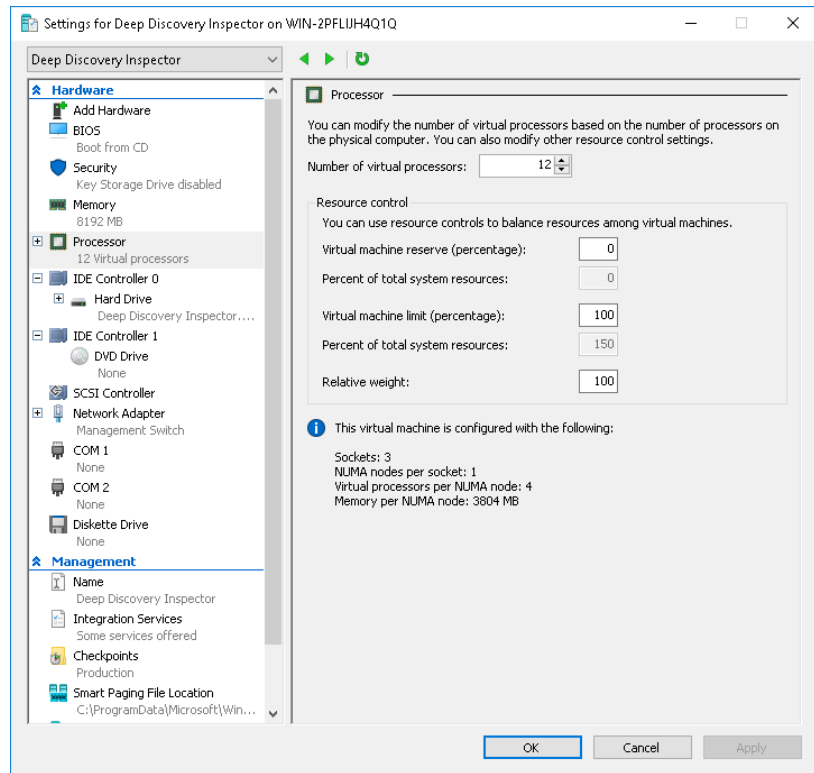 Settings for Deep Discovery Inspector on WIN-2PFLIJH4Q1Q
Deep Discovery Inspector
Hardware
Add Hardware
BIOS
Boot from CD
Security
Key Storage Drive disabled
Memory
8192 MB
Processor
12 Virtual processors
IDE Controller 0
Hard Drive
Deep Discovery Inspector....
IDE Controller 1
DVD Drive
None
SCSI Controller
Network Adapter
Management Switch
COM 1
None
COM 2
None
Diskette Drive
None
Management
Name
Deep Discovery Inspector
Integration Services
Some services offered
Checkpoints
Production
Smart Paging File Location
C:\ProgramData\Microsoft\Win...
Processor
You can modify the number of virtual processors based on the number of processors on
the physical computer. You can also modify other resource control settings.
Number of virtual processors: 12
Resource control
You can use resource controls to balance resources among virtual machines.
Virtual machine reserve (percentage): 0
Percent of total system resources: 0
Virtual machine limit (percentage): 100
Percent of total system resources: 150
Relative weight: 100
This virtual machine is configured with the following:
Sockets: 3
NUMA nodes per socket: 1
Virtual processors per NUMA node: 4
Memory per NUMA node: 3804 MB
OK Cancel Apply